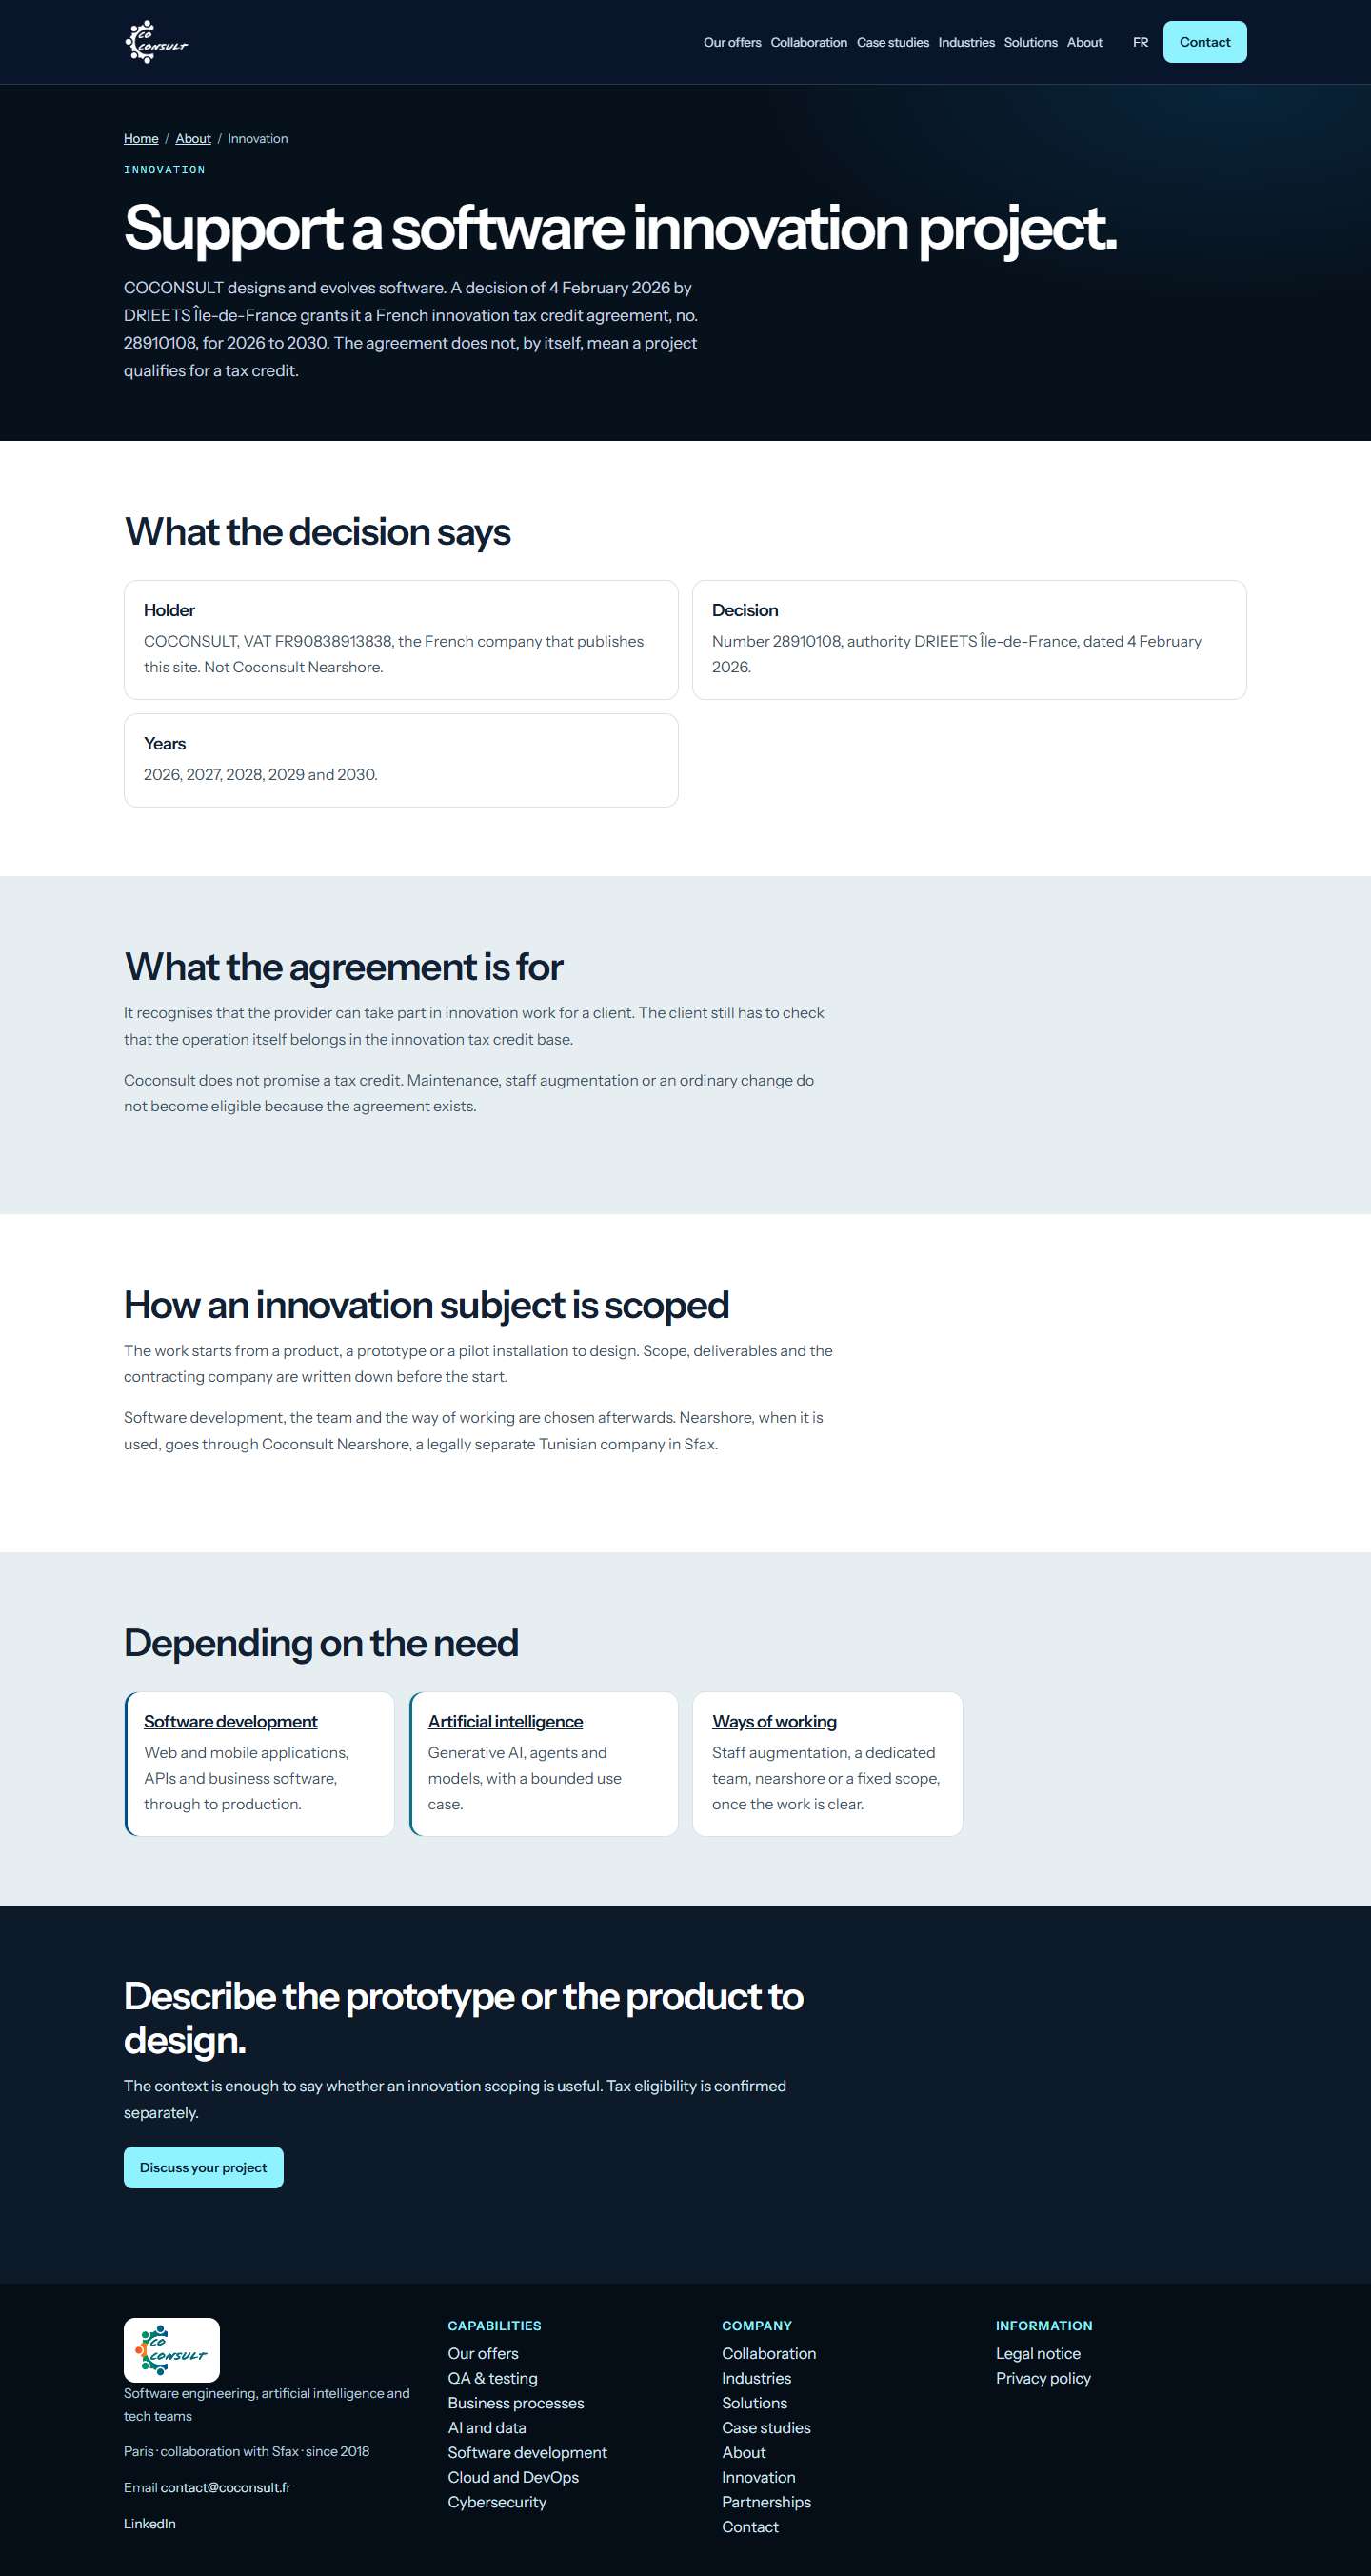 CO
CONSULT
Our offers Collaboration Case studies Industries Solutions About FR Contact
Home / About / Innovation
INNOVATION
Support a software innovation project.
COCONSULT designs and evolves software. A decision of 4 February 2026 by
DRIEETS Île-de-France grants it a French innovation tax credit agreement, no.
28910108, for 2026 to 2030. The agreement does not, by itself, mean a project
qualifies for a tax credit.
What the decision says
Holder
COCONSULT, VAT FR90838913838, the French company that publishes
this site. Not Coconsult Nearshore.
Decision
Number 28910108, authority DRIEETS Île-de-France, dated 4 February
2026.
Years
2026, 2027, 2028, 2029 and 2030.
What the agreement is for
It recognises that the provider can take part in innovation work for a client. The client still has to check
that the operation itself belongs in the innovation tax credit base.
Coconsult does not promise a tax credit. Maintenance, staff augmentation or an ordinary change do
not become eligible because the agreement exists.
How an innovation subject is scoped
The work starts from a product, a prototype or a pilot installation to design. Scope, deliverables and the
contracting company are written down before the start.
Software development, the team and the way of working are chosen afterwards. Nearshore, when it is
used, goes through Coconsult Nearshore, a legally separate Tunisian company in Sfax.
Depending on the need
Software development
Web and mobile applications,
APIs and business software,
through to production.
Artificial intelligence
Generative AI, agents and
models, with a bounded use
case.
Ways of working
Staff augmentation, a dedicated
team, nearshore or a fixed scope,
once the work is clear.
Describe the prototype or the product to
design.
The context is enough to say whether an innovation scoping is useful. Tax eligibility is confirmed
separately.
Discuss your project
CO
CONSULT
Software engineering, artificial intelligence and
tech teams
Paris · collaboration with Sfax · since 2018
Email contact@coconsult.fr
LinkedIn
CAPABILITIES
Our offers
QA & testing
Business processes
AI and data
Software development
Cloud and DevOps
Cybersecurity
COMPANY
Collaboration
Industries
Solutions
Case studies
About
Innovation
Partnerships
Contact
INFORMATION
Legal notice
Privacy policy